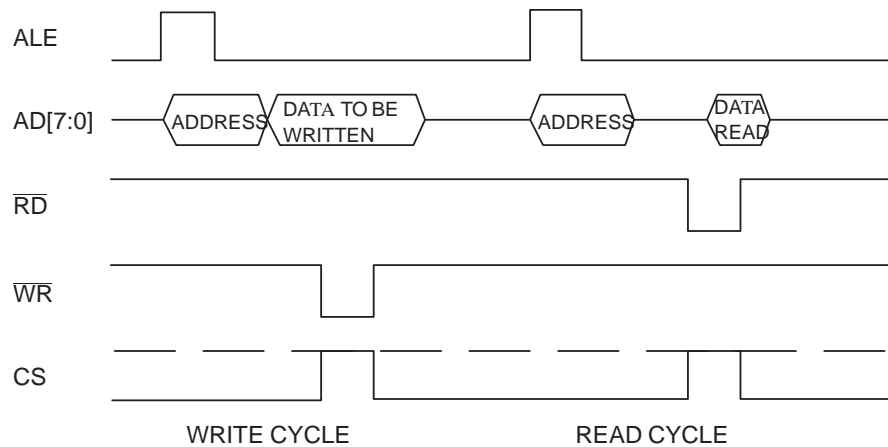 ALE
AD[7:0]
ADDRESS
DATA TO BE
WRITTEN
ADDRESS
DATA
READ
RD
WR
CS
WRITE CYCLE
READ CYCLE